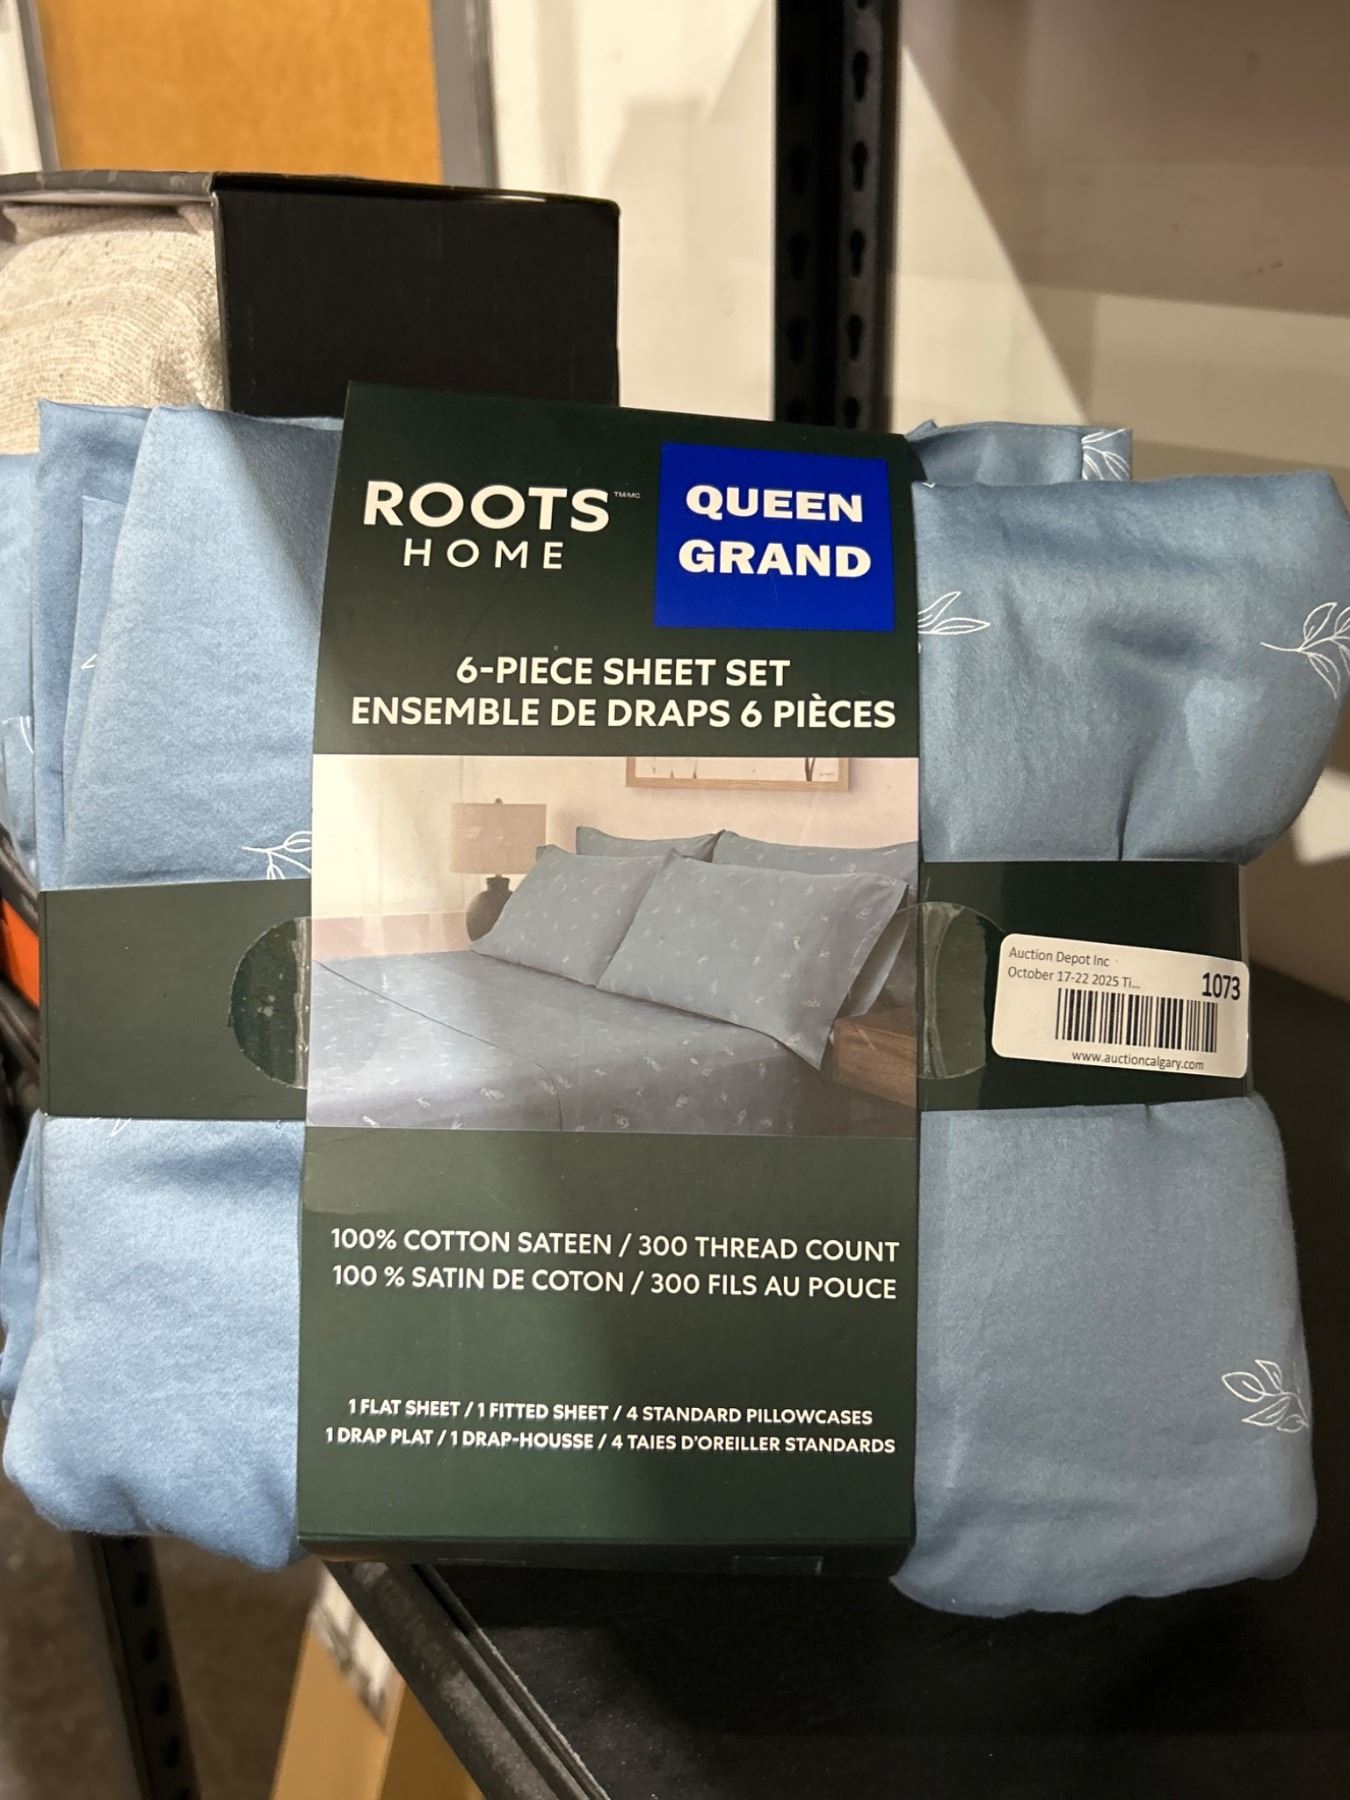 ROOTS™/MC
HOME
QUEEN
GRAND
6-PIECE SHEET SET
ENSEMBLE DE DRAPS 6 PIÈCES
Auction Depot Inc
October 17-22 2025 Ti...
1073
www.auctioncalgary.com
100% COTTON SATEEN / 300 THREAD COUNT
100 % SATIN DE COTON / 300 FILS AU POUCE
1 FLAT SHEET / 1 FITTED SHEET / 4 STANDARD PILLOWCASES
1 DRAP PLAT / 1 DRAP-HOUSSE / 4 TAIES D'OREILLER STANDARDS